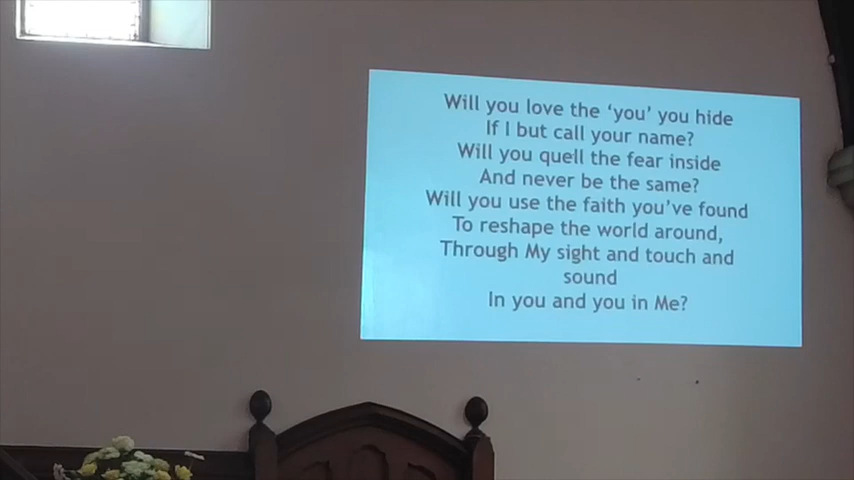 Will you love the ‘you’ you hide
If I but call your name?
Will you quell the fear inside
And never be the same?
Will you use the faith you’ve found
To reshape the world around,
Through My sight and touch and
sound
In you and you in Me?